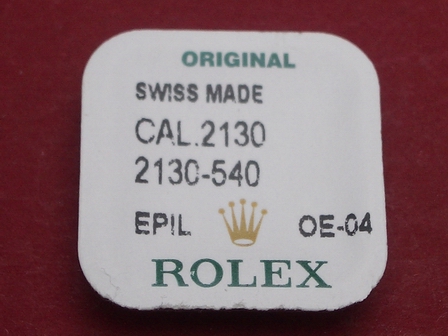 ORIGINAL
SWISS MADE
CAL.2130
2130-540
EPIL OE-04
ROLEX